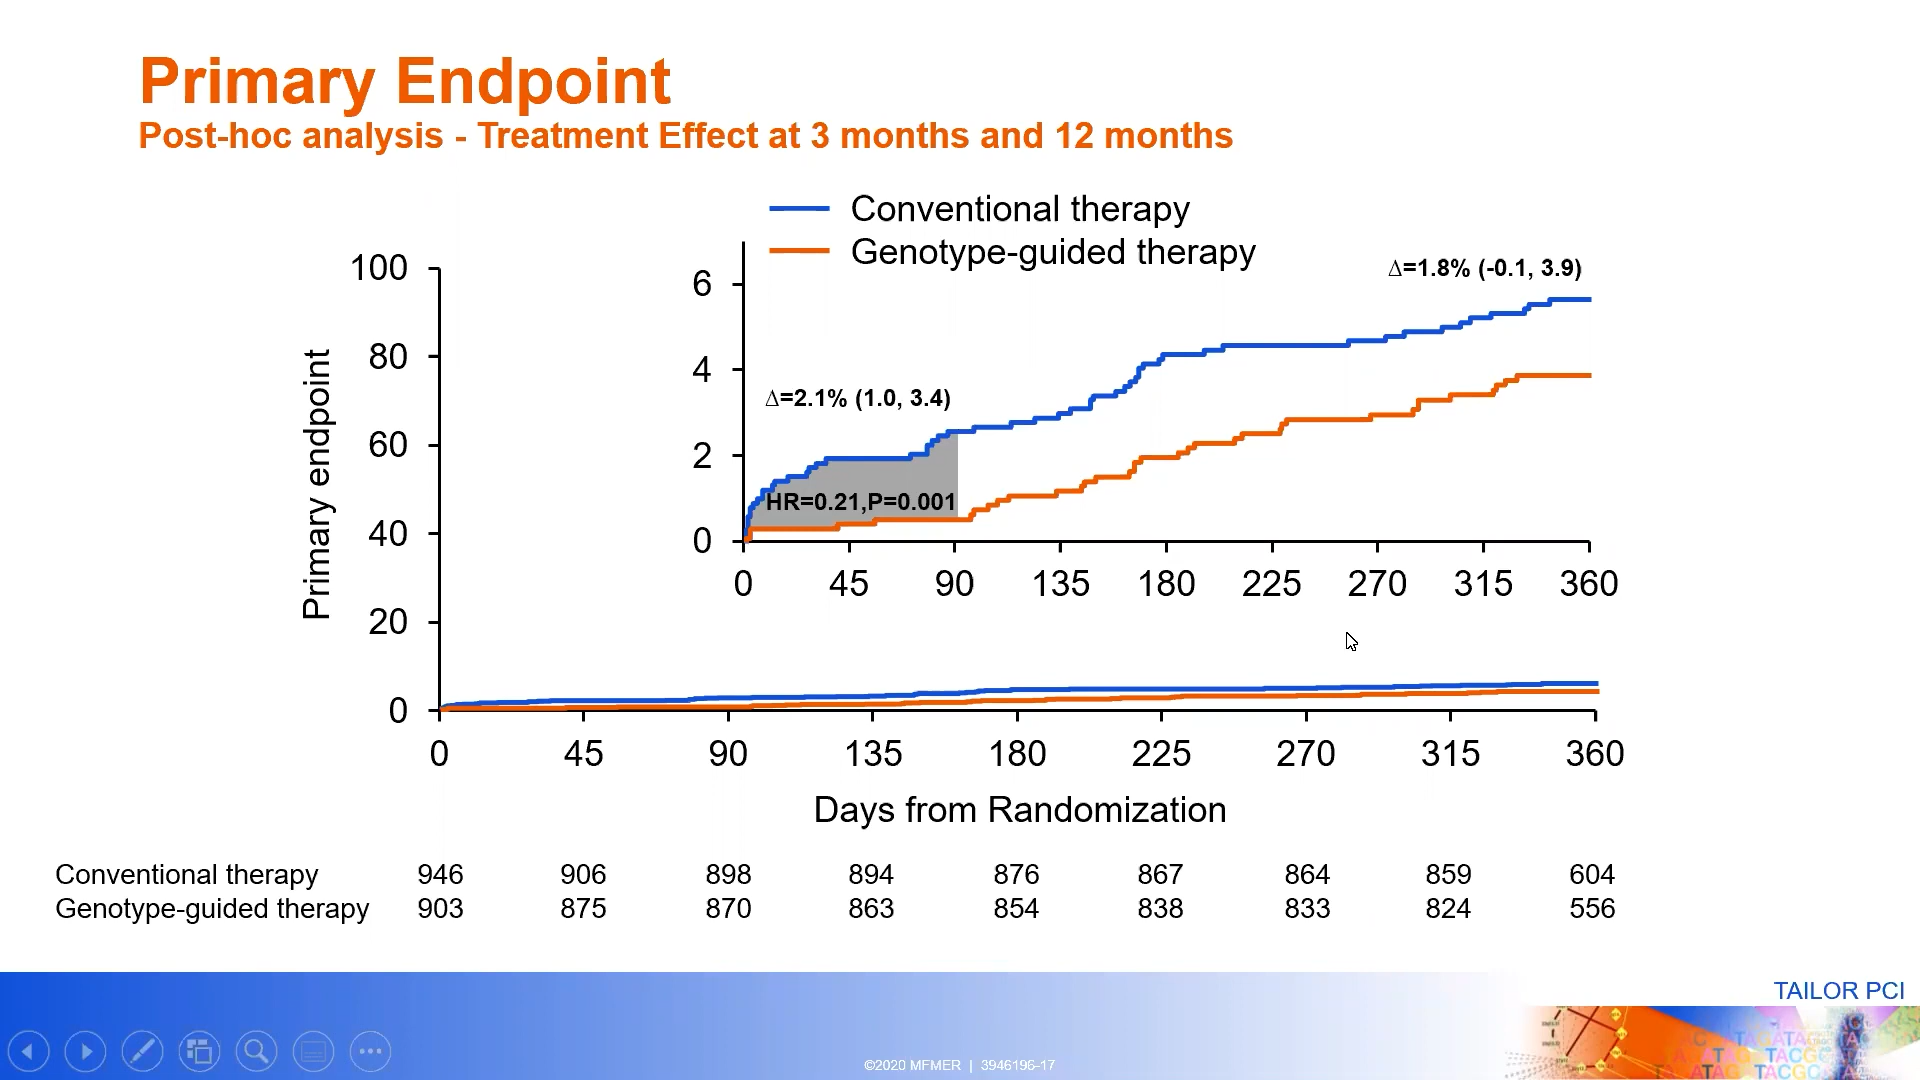 Primary Endpoint
Post-hoc analysis - Treatment Effect at 3 months and 12 months
Conventional therapy
Genotype-guided therapy
Δ=1.8% (-0.1, 3.9)
Δ=2.1% (1.0, 3.4)
HR=0.21,P=0.001
6
4
2
0
0 45 90 135 180 225 270 315 360
Primary endpoint
100
80
60
40
20
0
0 45 90 135 180 225 270 315 360
Days from Randomization
Conventional therapy 946 906 898 894 876 867 864 859 604
Genotype-guided therapy 903 875 870 863 854 838 833 824 556
TAILOR PCI
©2020 MFMER | 3946196-17